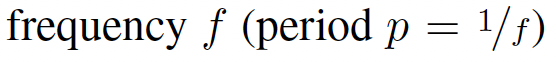 frequency f (period p = 1/f)